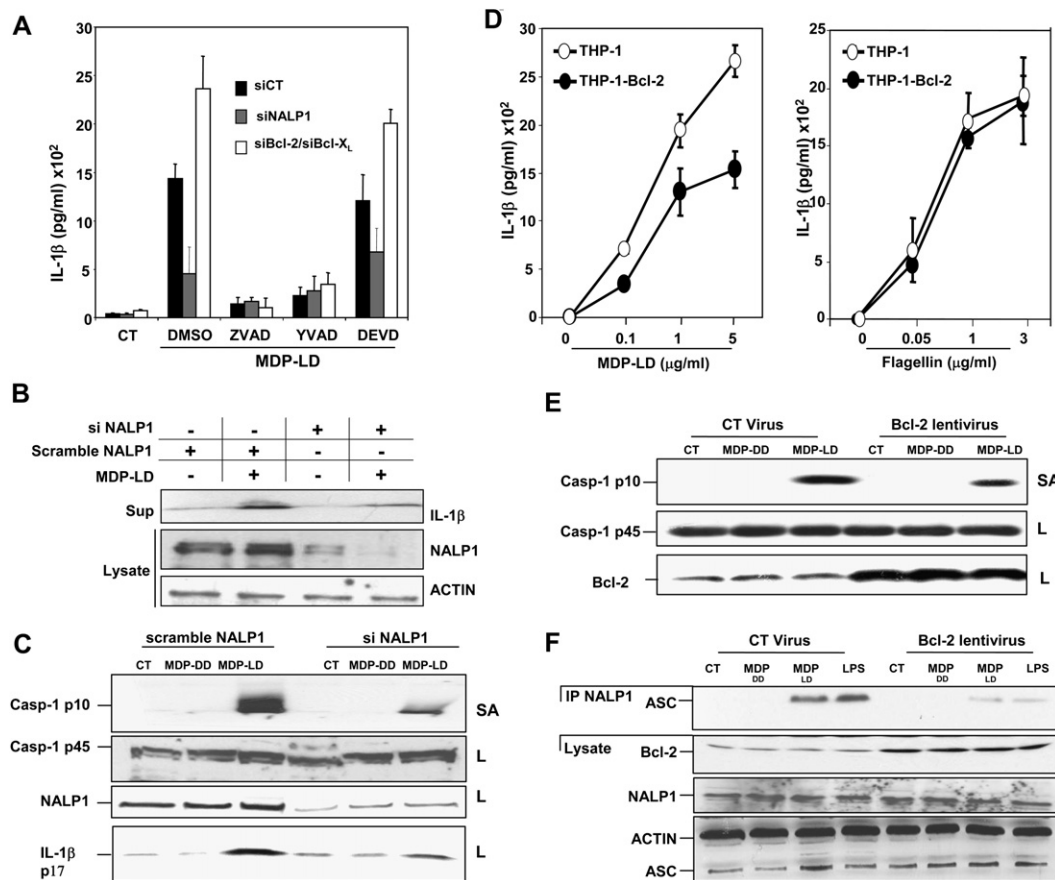 A
IL-1β (pg/ml) x10²
30
25
20
15
10
5
0
siCT
siNALP1
siBcl-2/siBcl-X_L
CT DMSO ZVAD YVAD DEVD
MDP-LD
B
si NALP1 - - + +
Scramble NALP1 + + - -
MDP-LD - + - +
Sup IL-1β
Lysate NALP1
ACTIN
C
scramble NALP1 si NALP1
CT MDP-DD MDP-LD CT MDP-DD MDP-LD
Casp-1 p10 SA
Casp-1 p45 L
NALP1 L
IL-1β p17 L
D
IL-1β (pg/ml) x10²
30
25
20
15
10
5
0
THP-1
THP-1-Bcl-2
0 0.1 1 5
MDP-LD (µg/ml)
IL-1β (pg/ml) x10²
25
20
15
10
5
0
THP-1
THP-1-Bcl-2
0 0.05 1 3
Flagellin (µg/ml)
E
CT Virus Bcl-2 lentivirus
CT MDP-DD MDP-LD CT MDP-DD MDP-LD
Casp-1 p10 SA
Casp-1 p45 L
Bcl-2 L
F
CT Virus Bcl-2 lentivirus
CT MDP DD MDP LD LPS CT MDP DD MDP LD LPS
IP NALP1 ASC
Lysate Bcl-2
NALP1
ACTIN
ASC